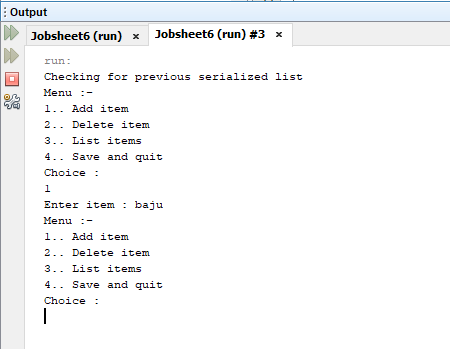 Output
Jobsheet6 (run) × Jobsheet6 (run) #3 ×
run:
Checking for previous serialized list
Menu :-
1.. Add item
2.. Delete item
3.. List items
4.. Save and quit
Choice :
1
Enter item : baju
Menu :-
1.. Add item
2.. Delete item
3.. List items
4.. Save and quit
Choice :